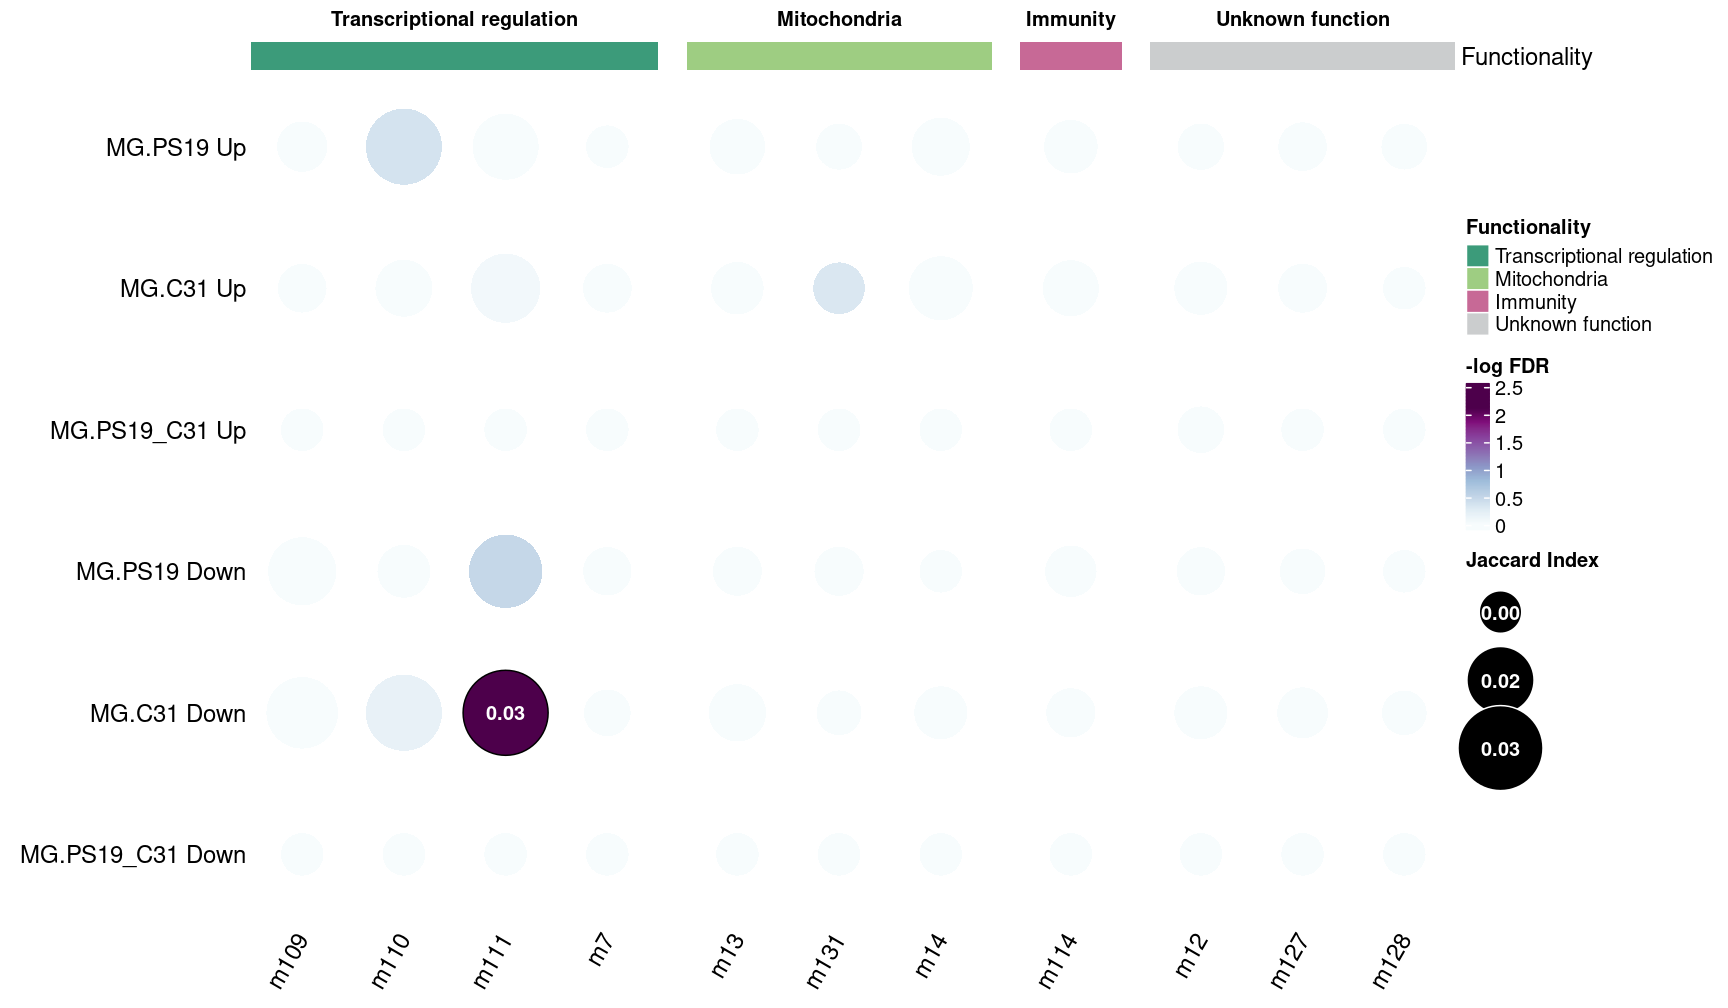 Transcriptional regulation
Mitochondria
Immunity
Unknown function
Functionality
MG.PS19 Up
MG.C31 Up
MG.PS19_C31 Up
MG.PS19 Down
MG.C31 Down
0.03
MG.PS19_C31 Down
m109
m110
m111
m7
m13
m131
m14
m114
m12
m127
m128
Functionality
Transcriptional regulation
Mitochondria
Immunity
Unknown function
-log FDR
2.5
2
1.5
1
0.5
0
Jaccard Index
0.00
0.02
0.03